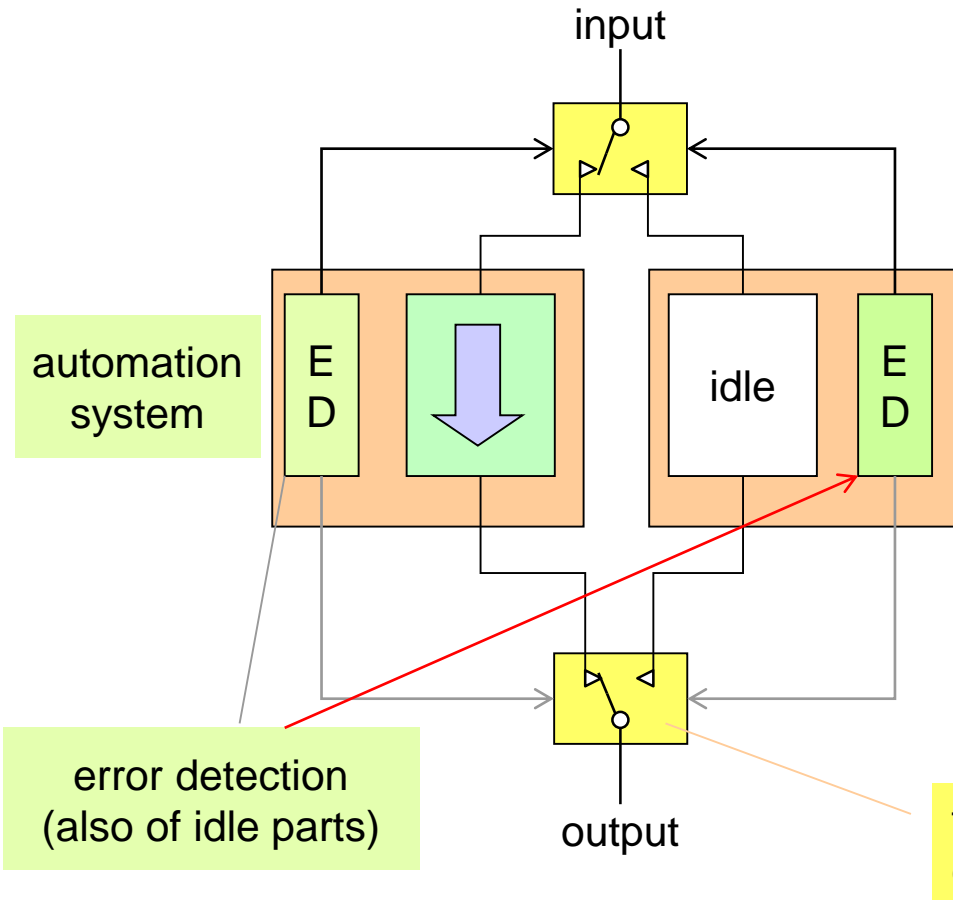 input
automation
system
E
D
idle
E
D
error detection
(also of idle parts)
output